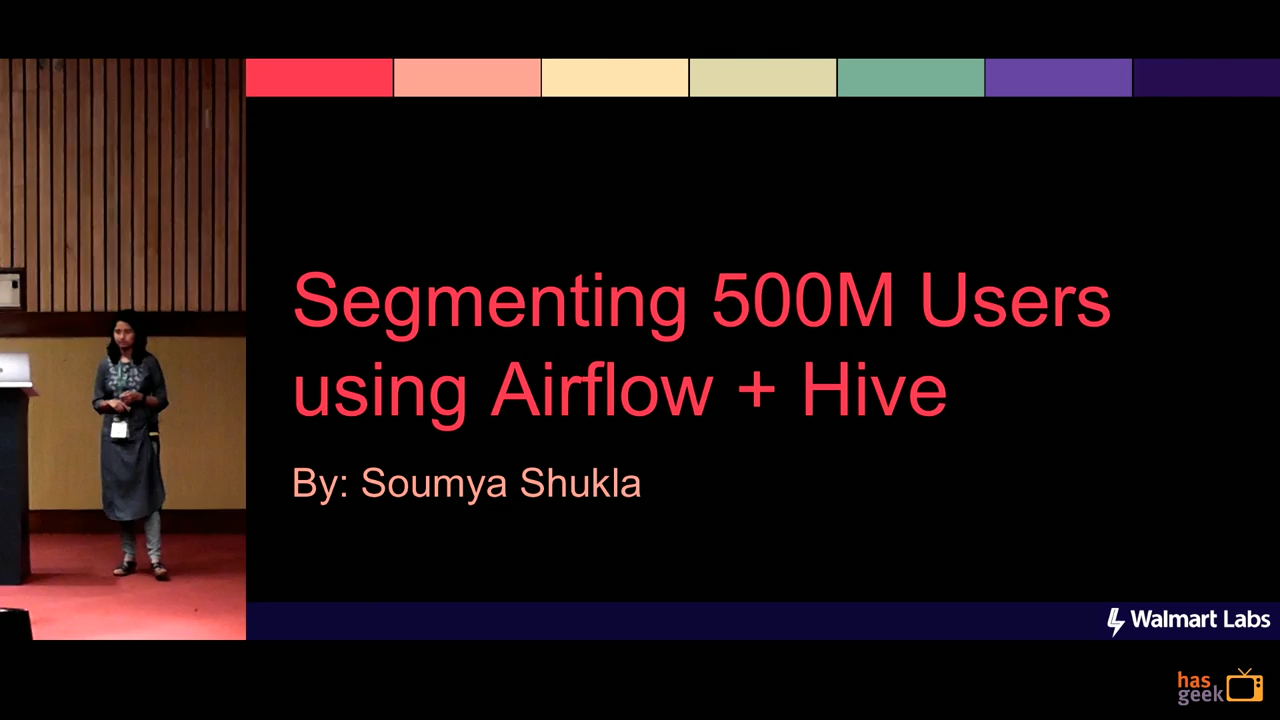 Segmenting 500M Users
using Airflow + Hive
By: Soumya Shukla
Walmart Labs
has
geek